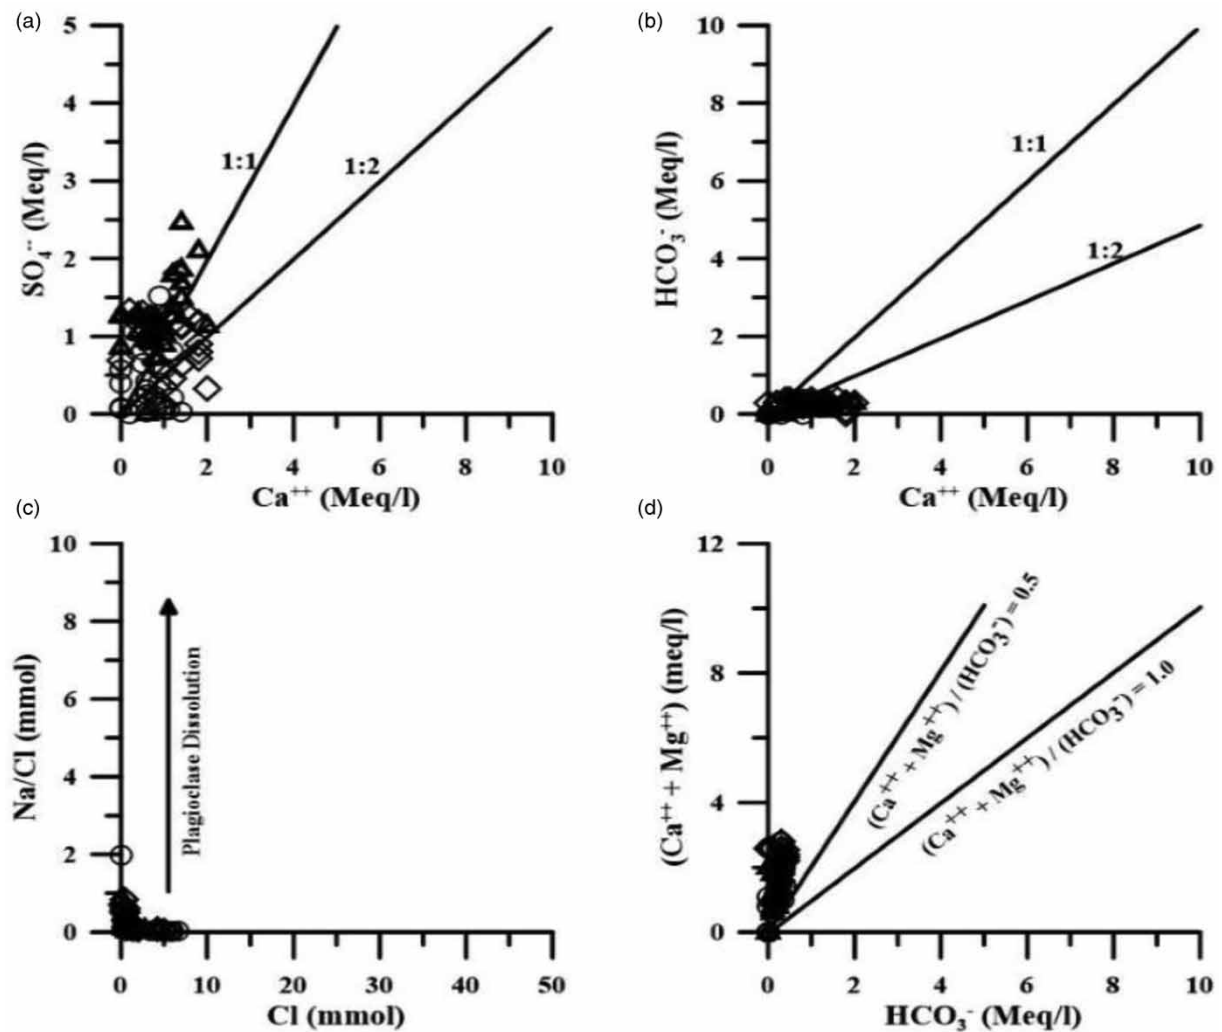 (a)
5
4
3
2
1
0
SO₄⁻⁻ (Meq/l)
1:1
1:2
0 2 4 6 8 10
Ca⁺⁺ (Meq/l)
(b)
10
8
6
4
2
0
HCO₃⁻ (Meq/l)
1:1
1:2
0 2 4 6 8 10
Ca⁺⁺ (Meq/l)
(c)
10
8
6
4
2
0
Na/Cl (mmol)
Plagioclase Dissolution
0 10 20 30 40 50
Cl (mmol)
(d)
12
8
4
0
(Ca⁺⁺ + Mg⁺⁺) (meq/l)
(Ca⁺⁺ + Mg⁺⁺) / (HCO₃⁻) = 0.5
(Ca⁺⁺ + Mg⁺⁺) / (HCO₃⁻) = 1.0
0 2 4 6 8 10
HCO₃⁻ (Meq/l)